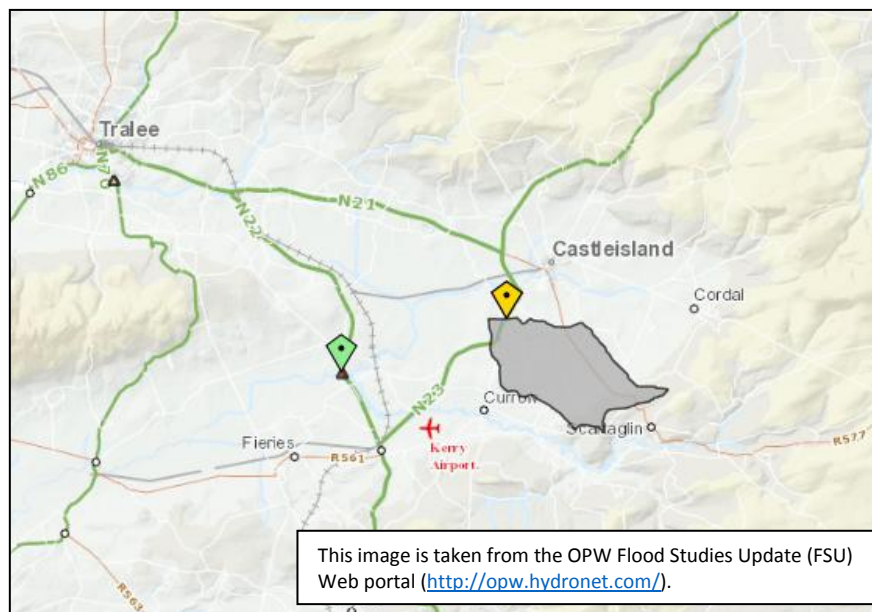 Tralee
N86
N70
N21
N22
Castleisland
Cordal
N23
Currow
Scartaglin
Fieries
R561
Kerry
Airport.
R577
R563
This image is taken from the OPW Flood Studies Update (FSU)
Web portal (http://opw.hydronet.com/).